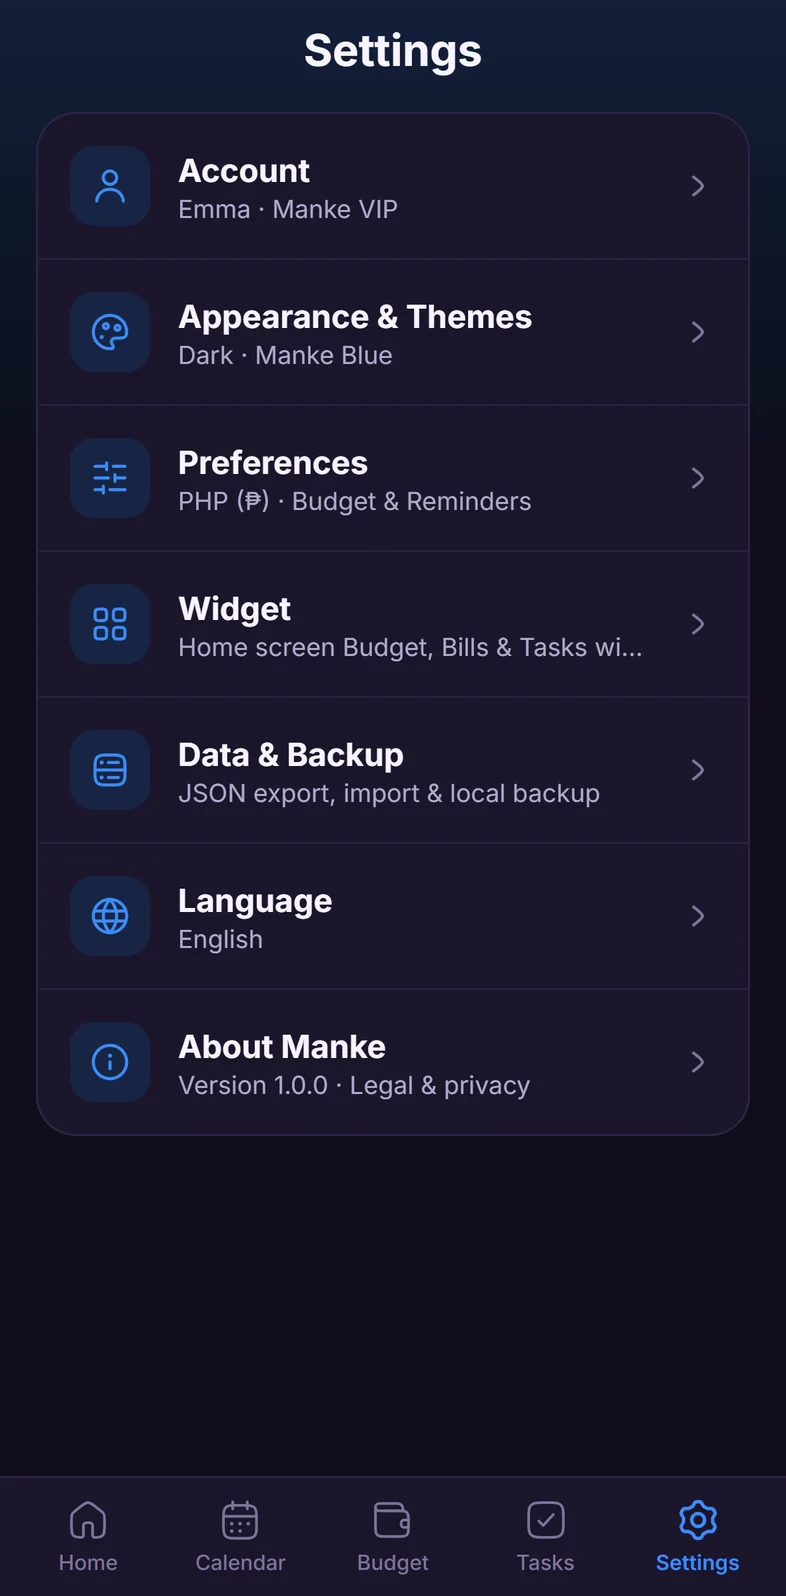 Settings
Account
Emma · Manke VIP
Appearance & Themes
Dark · Manke Blue
Preferences
PHP (₱) · Budget & Reminders
Widget
Home screen Budget, Bills & Tasks wi...
Data & Backup
JSON export, import & local backup
Language
English
About Manke
Version 1.0.0 · Legal & privacy
Home Calendar Budget Tasks Settings